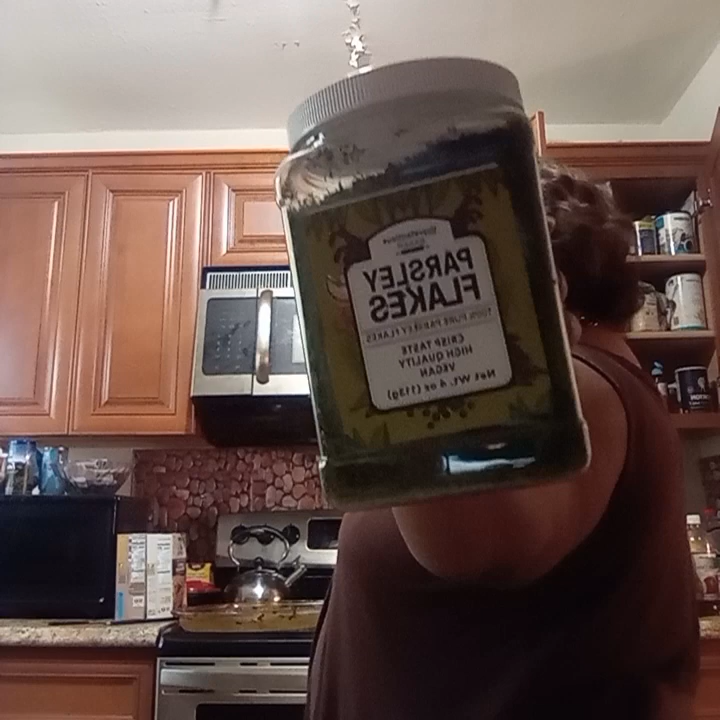 PARSLEY
FLAKES
100% PURE PARSLEY FLAKES
CRISP TASTE
HIGH QUALITY
VEGAN
Net Wt. 4 oz (113g)